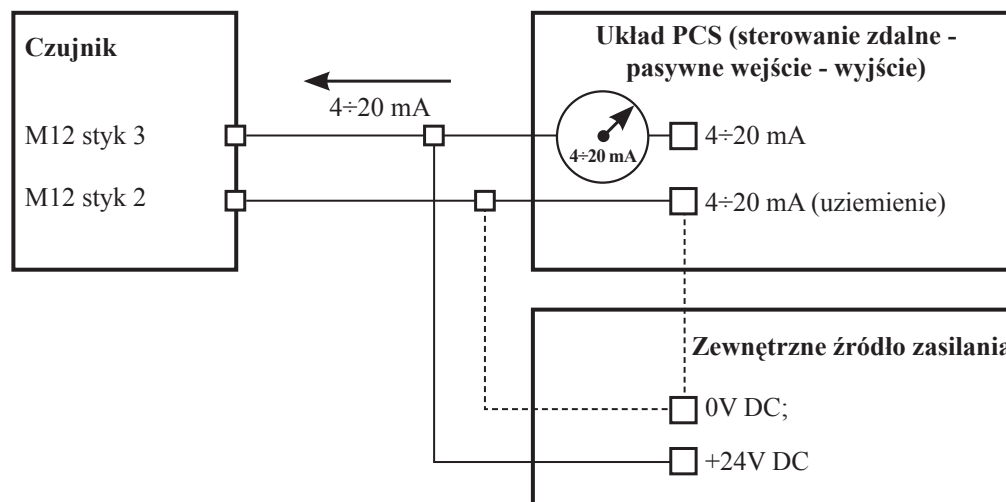 Czujnik
Układ PCS (sterowanie zdalne -
pasywne wejście - wyjście)
4÷20 mA
M12 styk 3
4÷20 mA
4÷20 mA
M12 styk 2
4÷20 mA (uziemienie)
Zewnętrzne źródło zasilania
0V DC;
+24V DC